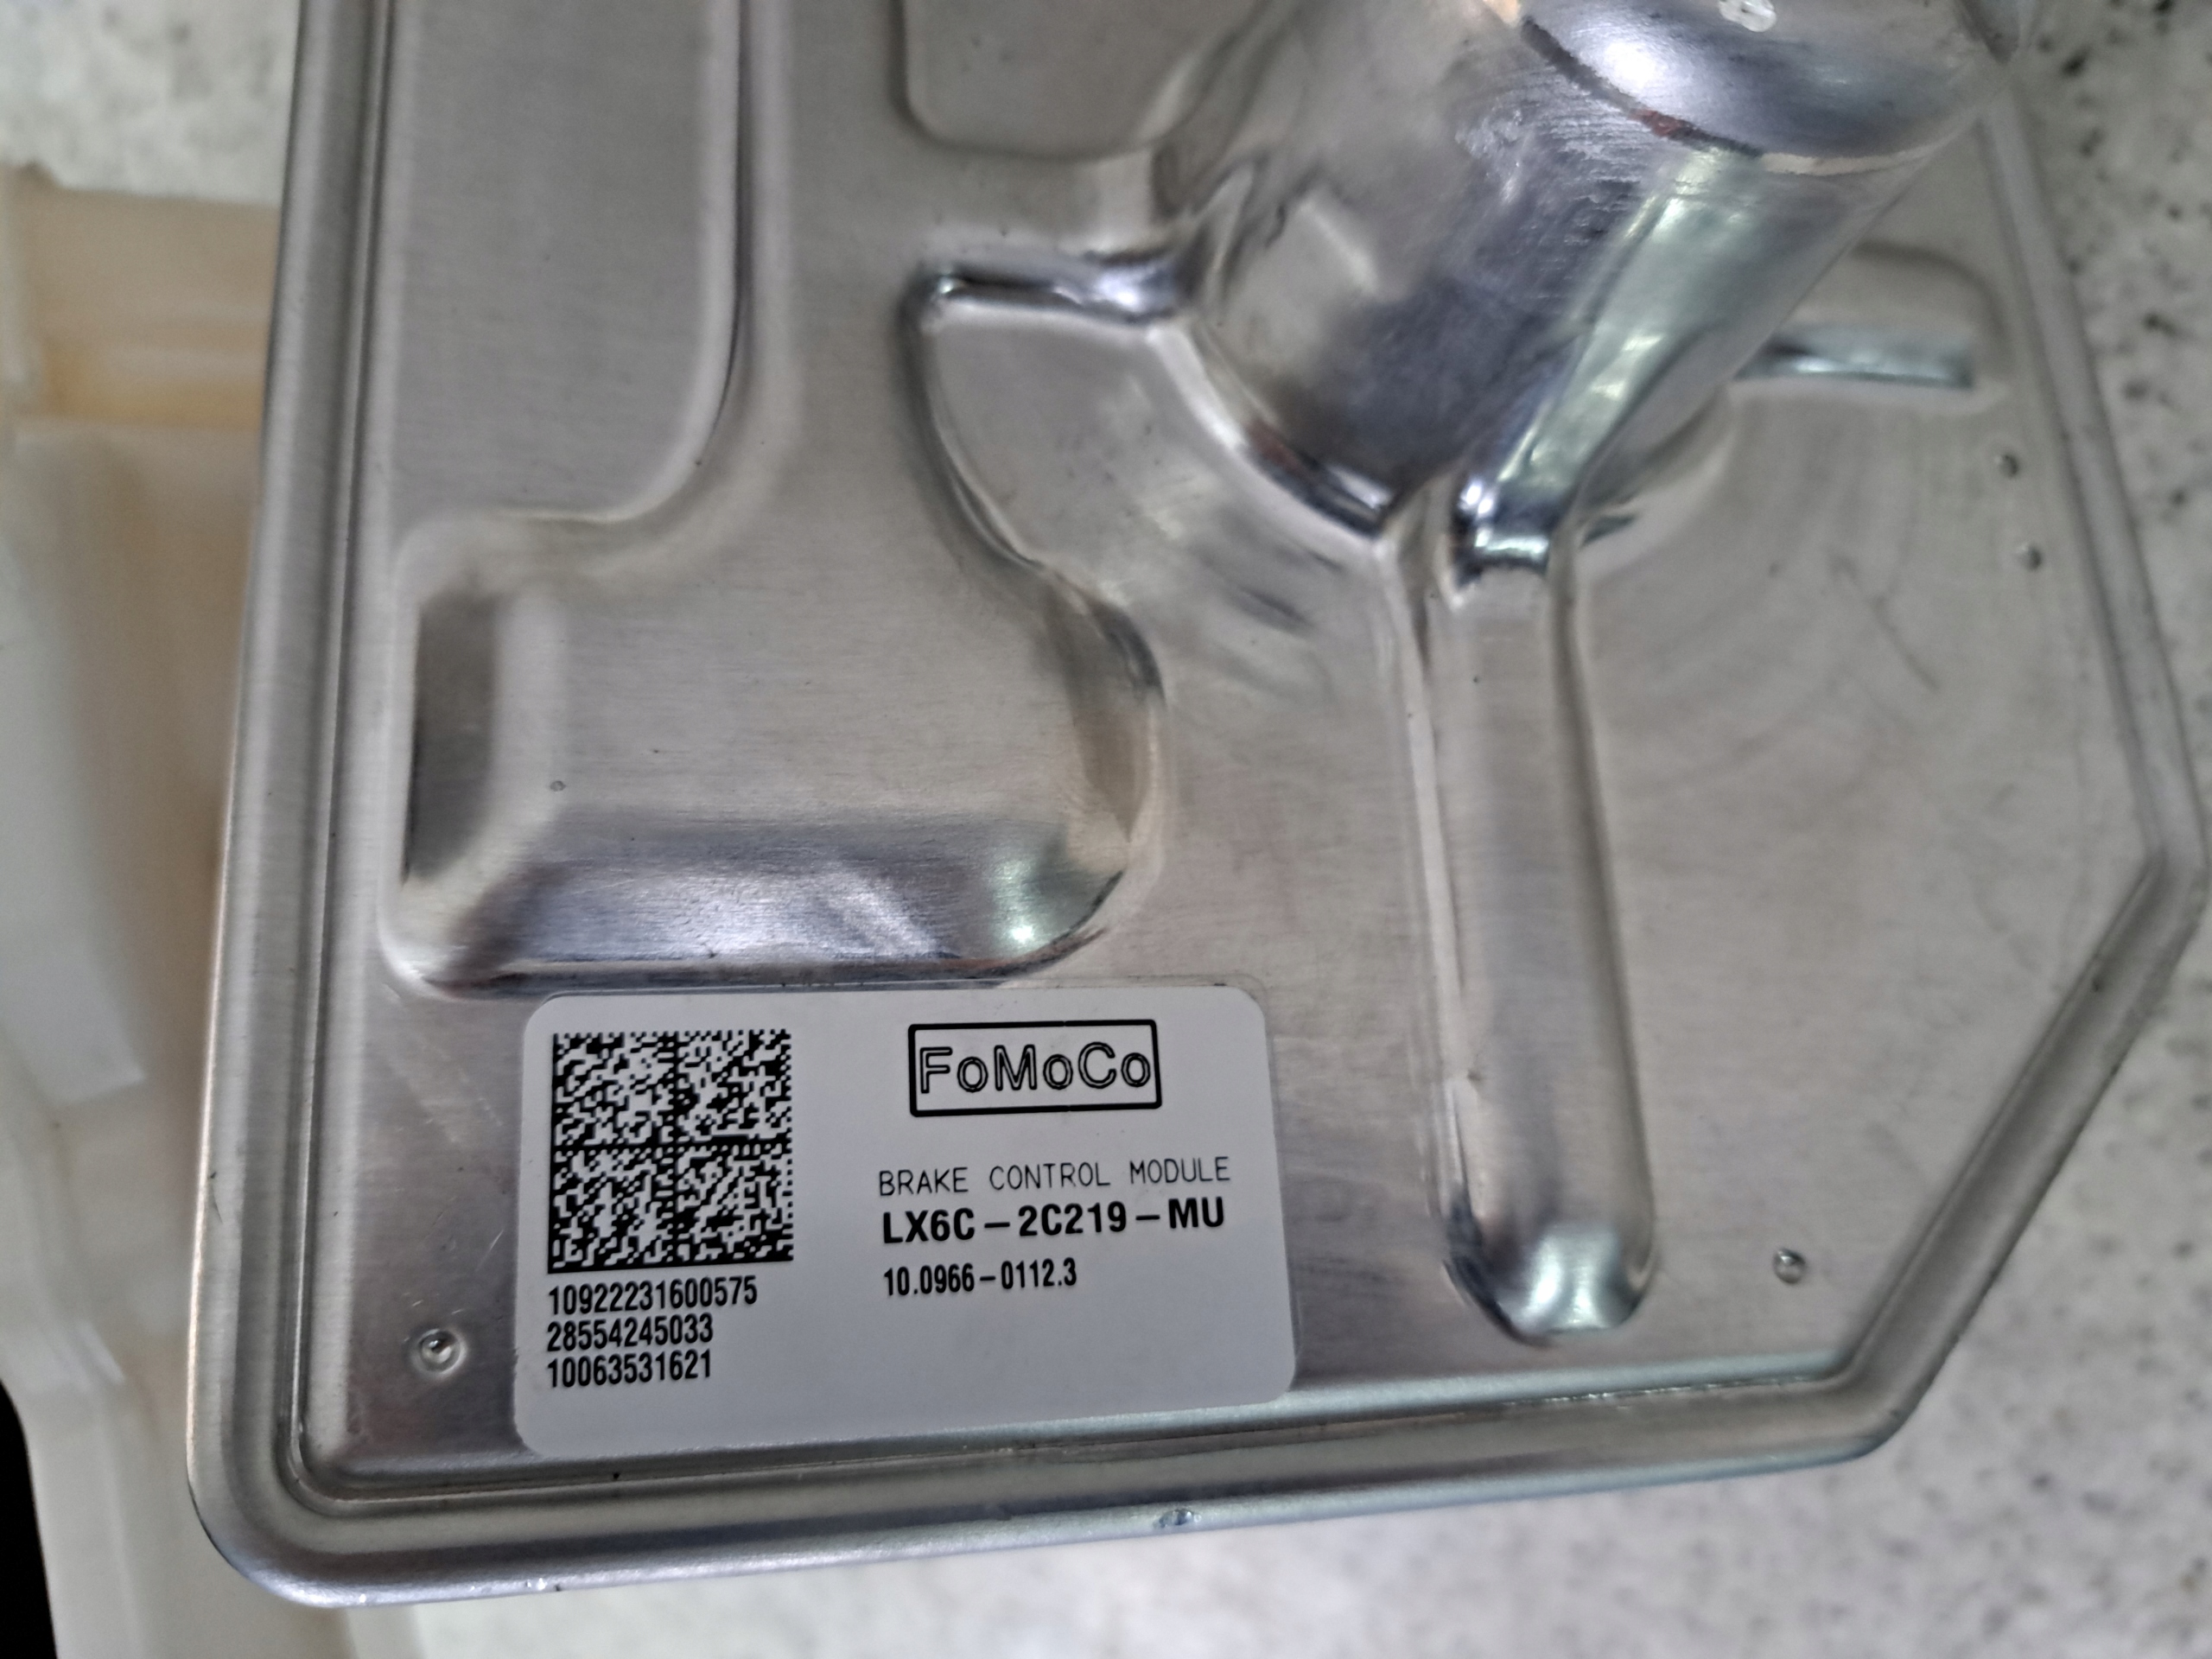 FoMoCo
BRAKE CONTROL MODULE
LX6C-2C219-MU
10.0966-0112.3
10922231600575
28554245033
10063531621